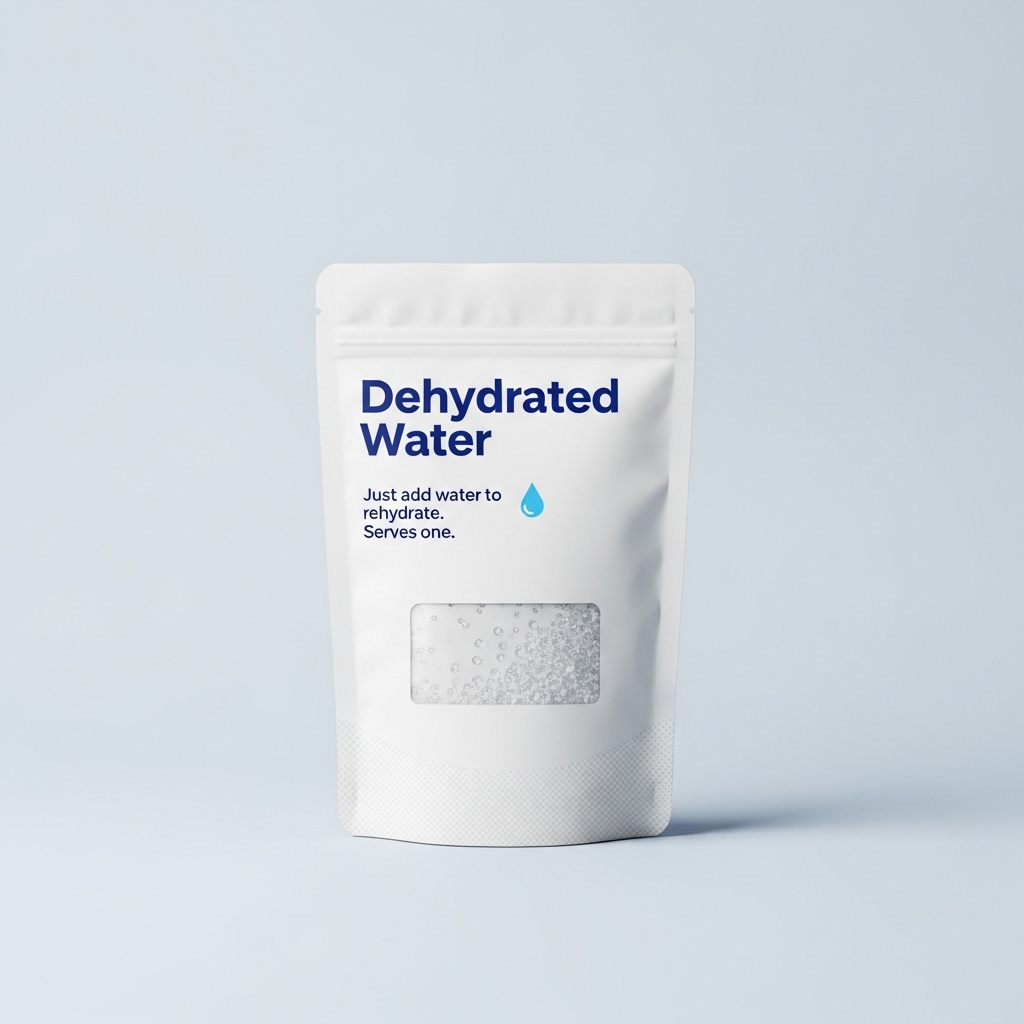 Dehydrated
Water
Just add water to
rehydrate.
Serves one.